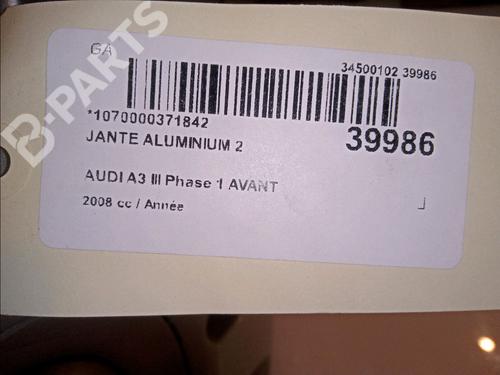 B-PARTS
GA
34500102 39986
*1070000371842
39986
JANTE ALUMINIUM 2
AUDI A3 III Phase 1 AVANT
2008 cc / Année